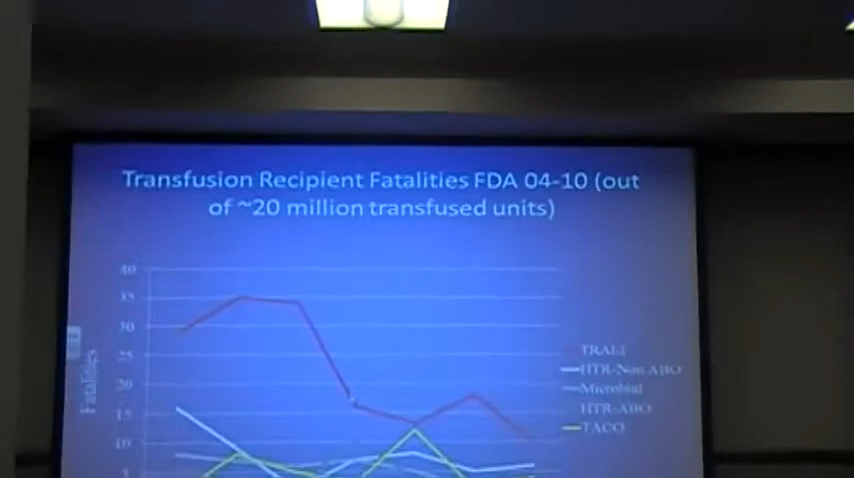 Transfusion Recipient Fatalities FDA 04-10 (out
of ~20 million transfused units)
40
35
30
25
20
15
10
5
Fatalities
TRALI
HTR-Non ABO
Microbial
HTR-ABO
TACO